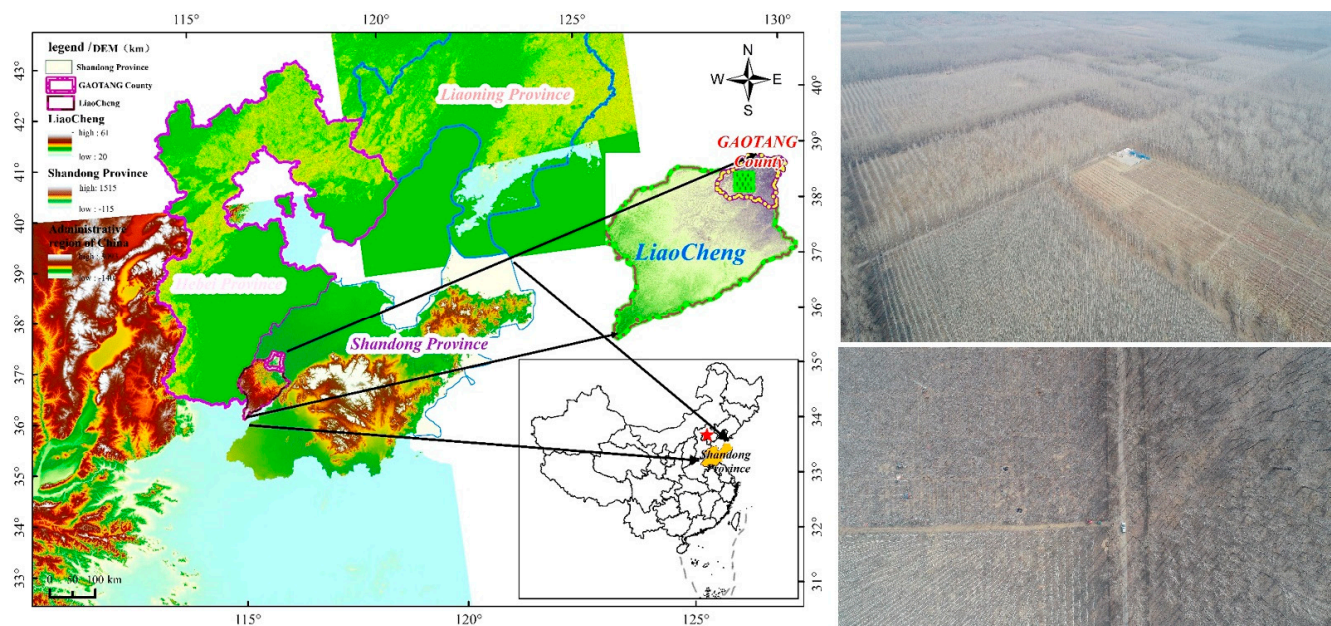 115°
120°
125°
130°
legend /DEM（km）
Shandong Province
GAOTANG County
LiaoCheng
LiaoCheng
high : 61
low : 20
Shandong Province
high: 1515
low : -115
Administrative
region of China
low : -140
43°
42°
41°
40°
39°
38°
37°
36°
35°
34°
33°
Liaoning Province
Hebei Province
Shandong Province
N
W
E
S
GAOTANG
County
LiaoCheng
40°
39°
38°
37°
36°
35°
34°
33°
32°
31°
Shandong
Province
0 50 100 km
115°
120°
125°